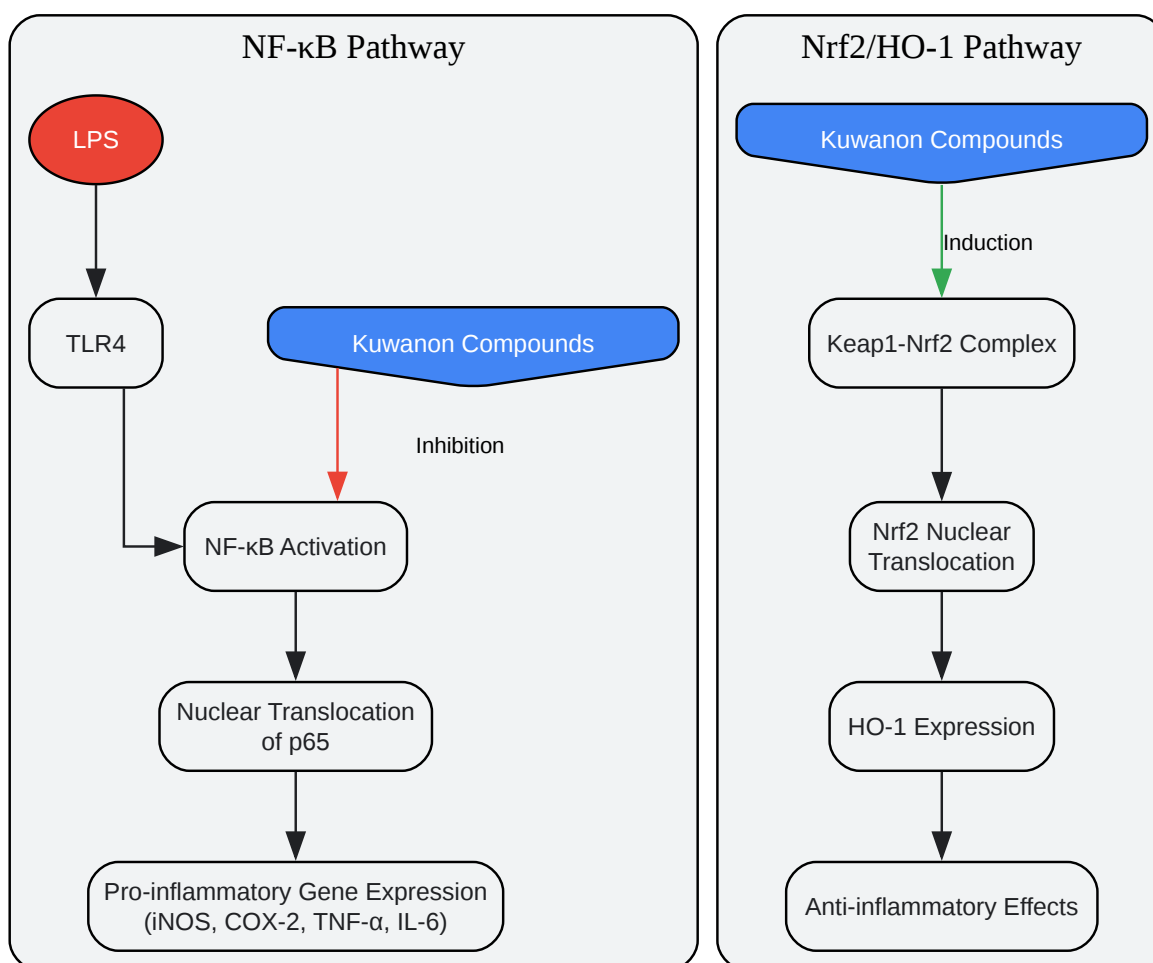 NF-κB Pathway
LPS
TLR4
Kuwanon Compounds
Inhibition
NF-κB Activation
Nuclear Translocation
of p65
Pro-inflammatory Gene Expression
(iNOS, COX-2, TNF-α, IL-6)
Nrf2/HO-1 Pathway
Kuwanon Compounds
Induction
Keap1-Nrf2 Complex
Nrf2 Nuclear
Translocation
HO-1 Expression
Anti-inflammatory Effects